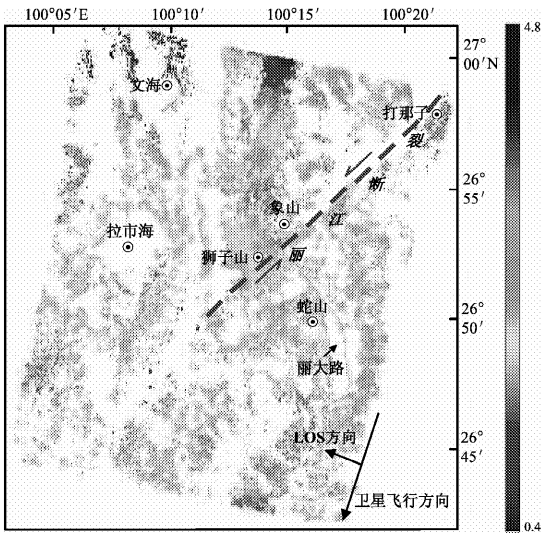 100°05′E
100°10′
100°15′
100°20′
4.8
27°
00′N
文海
打那子
裂
断
26°
55′
象山
江
拉市海
狮子山
丽
蛇山
26°
50′
丽大路
LOS方向
26°
45′
卫星飞行方向
0.4